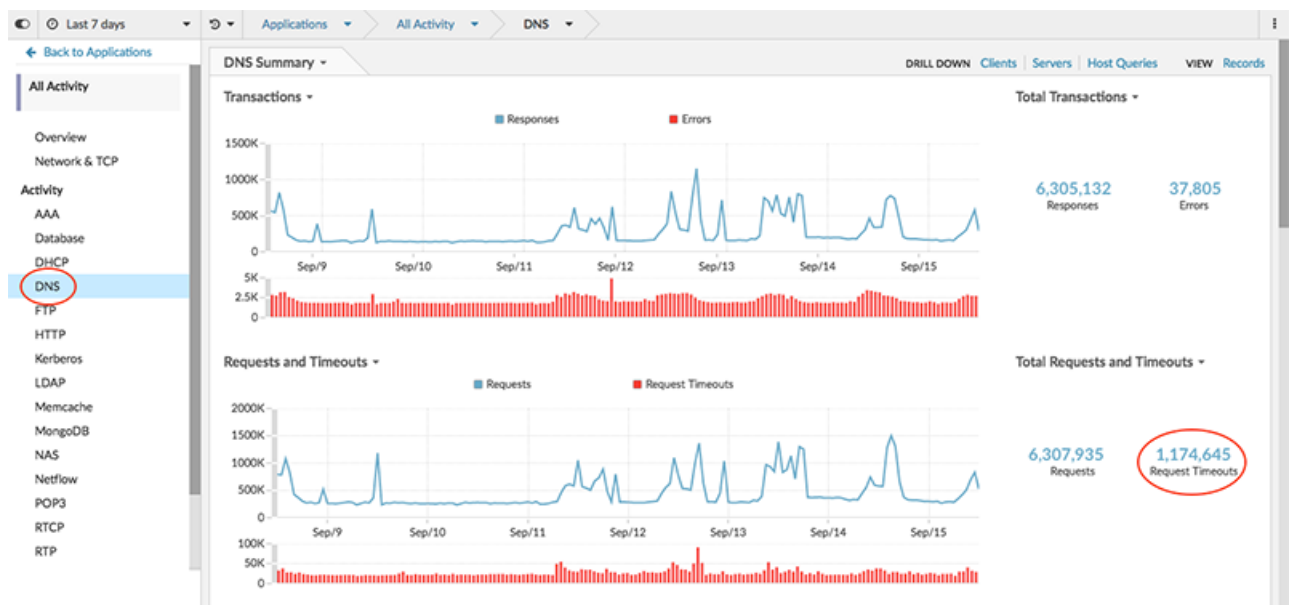 Last 7 days
Applications
All Activity
DNS
Back to Applications
All Activity
Overview
Network & TCP
Activity
AAA
Database
DHCP
DNS
FTP
HTTP
Kerberos
LDAP
Memcache
MongoDB
NAS
Netflow
POP3
RTCP
RTP
DNS Summary
DRILL DOWN Clients Servers Host Queries VIEW Records
Transactions
Responses Errors
1500K
1000K
500K
0
Sep/9 Sep/10 Sep/11 Sep/12 Sep/13 Sep/14 Sep/15
5K
2.5K
0
Total Transactions
6,305,132 37,805
Responses Errors
Requests and Timeouts
Requests Request Timeouts
2000K
1500K
1000K
500K
0
Sep/9 Sep/10 Sep/11 Sep/12 Sep/13 Sep/14 Sep/15
100K
50K
0
Total Requests and Timeouts
6,307,935 1,174,645
Requests Request Timeouts